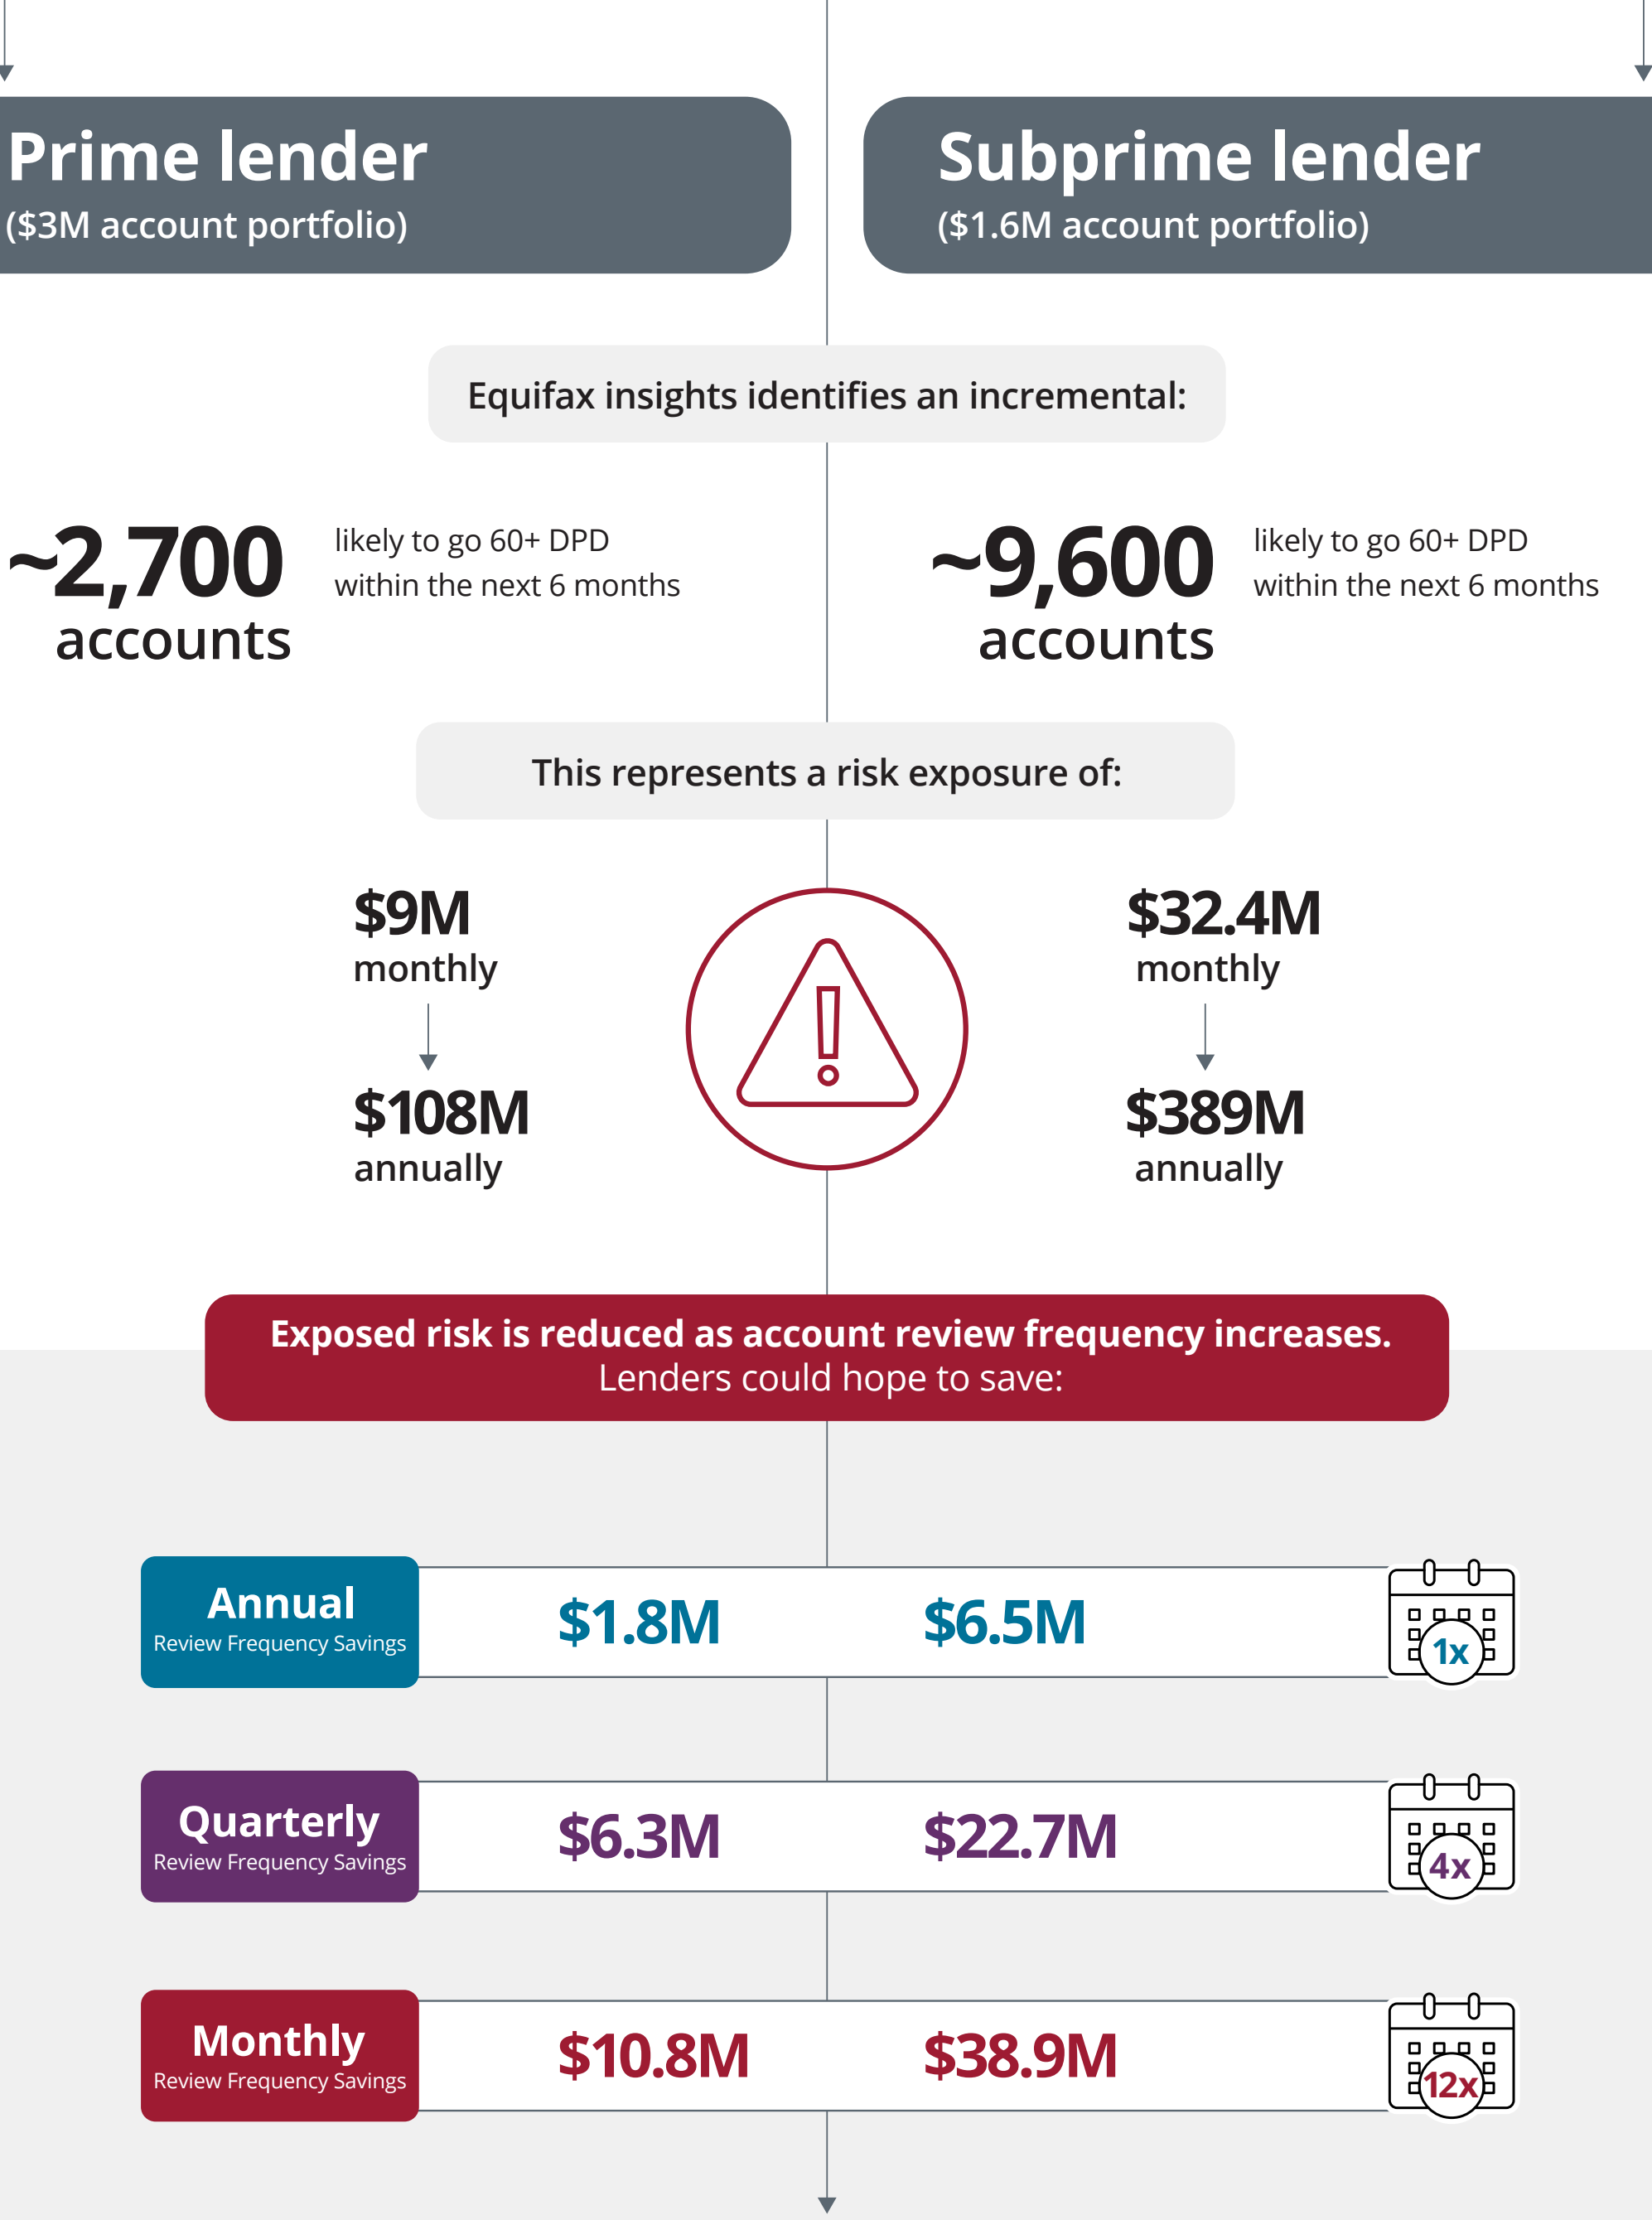 Prime lender
($3M account portfolio)
Subprime lender
($1.6M account portfolio)
Equifax insights identifies an incremental:
~2,700
accounts
likely to go 60+ DPD
within the next 6 months
~9,600
accounts
likely to go 60+ DPD
within the next 6 months
This represents a risk exposure of:
$9M
monthly
$108M
annually
$32.4M
monthly
$389M
annually
Exposed risk is reduced as account review frequency increases.
Lenders could hope to save:
Annual
Review Frequency Savings
$1.8M
$6.5M
1x
Quarterly
Review Frequency Savings
$6.3M
$22.7M
4x
Monthly
Review Frequency Savings
$10.8M
$38.9M
12x